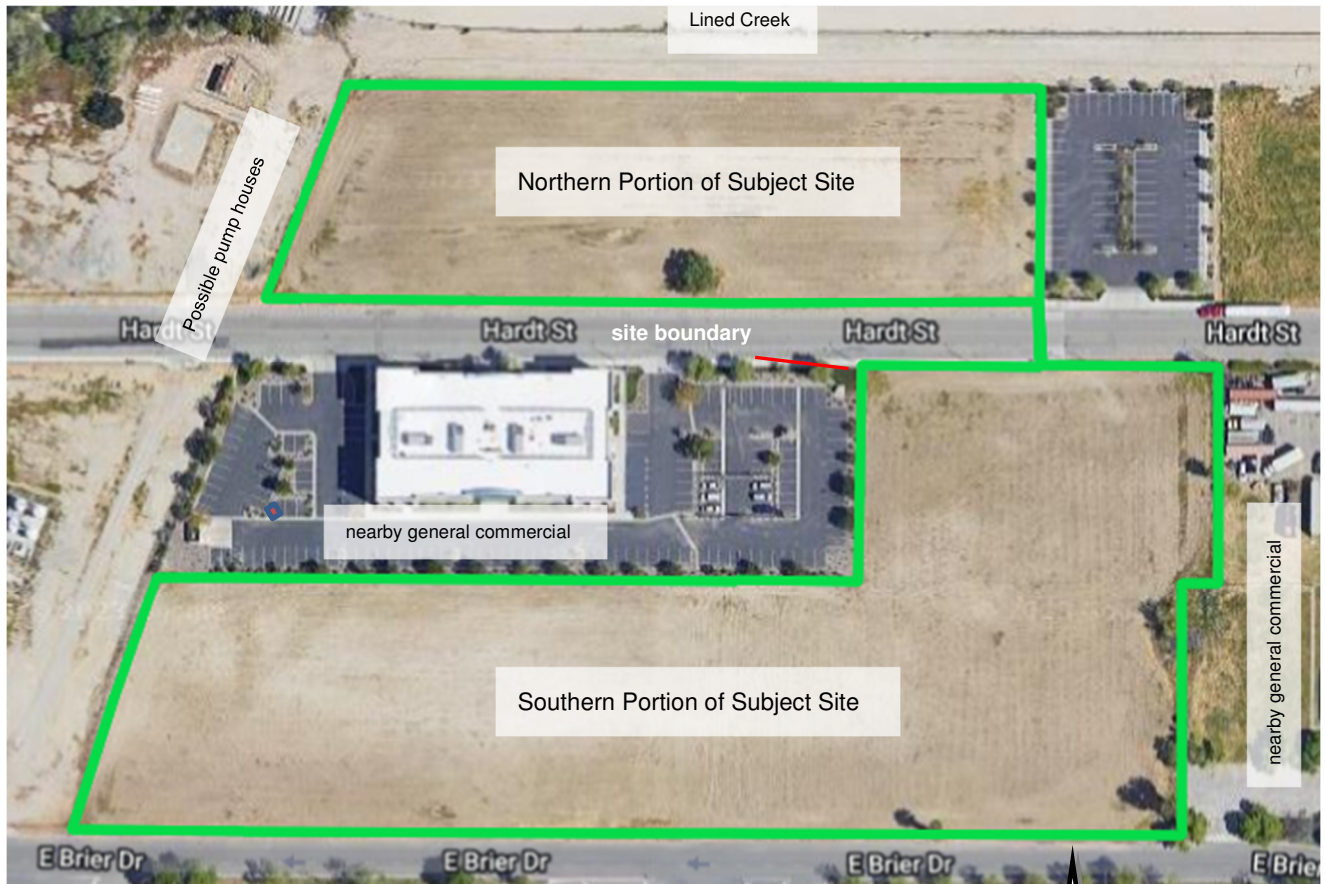 Lined Creek
Northern Portion of Subject Site
Possible pump houses
Hardt St
Hardt St
site boundary
Hardt St
Hardt St
nearby general commercial
nearby general commercial
Southern Portion of Subject Site
E Brier Dr
E Brier Dr
E Brier Dr
E Brie